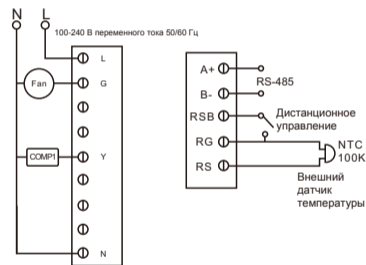 N L
100-240 В переменного тока 50/60 Гц
L
Fan
G
COMP1
Y
N
A+
RS-485
B-
RSB
Дистанционное
управление
RG
NTC
100K
RS
Внешний
датчик
температуры